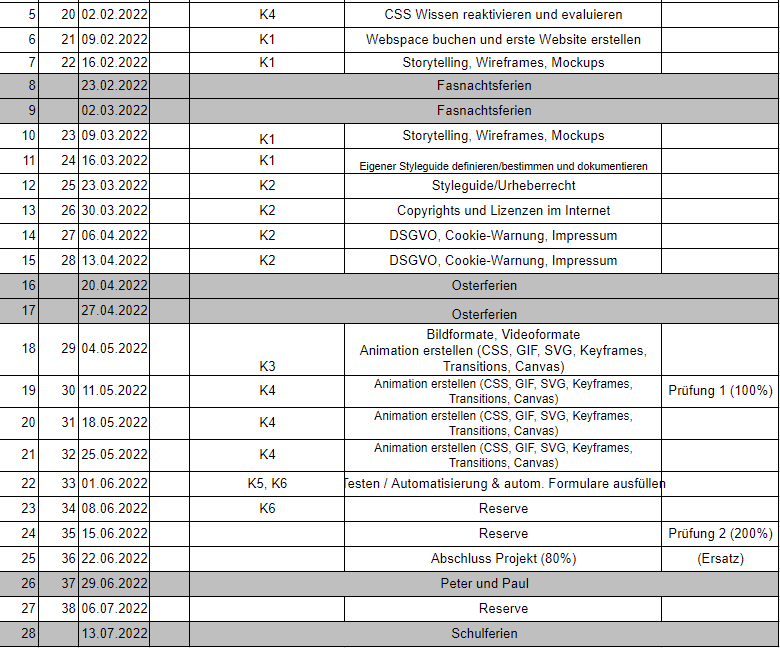 5 20 02.02.2022 K4 CSS Wissen reaktivieren und evaluieren
6 21 09.02.2022 K1 Webspace buchen und erste Website erstellen
7 22 16.02.2022 K1 Storytelling, Wireframes, Mockups
8 23.02.2022 Fasnachtsferien
9 02.03.2022 Fasnachtsferien
10 23 09.03.2022 K1 Storytelling, Wireframes, Mockups
11 24 16.03.2022 K1 Eigener Styleguide definieren/bestimmen und dokumentieren
12 25 23.03.2022 K2 Styleguide/Urheberrecht
13 26 30.03.2022 K2 Copyrights und Lizenzen im Internet
14 27 06.04.2022 K2 DSGVO, Cookie-Warnung, Impressum
15 28 13.04.2022 K2 DSGVO, Cookie-Warnung, Impressum
16 20.04.2022 Osterferien
17 27.04.2022 Osterferien
18 29 04.05.2022 K3 Bildformate, Videoformate
Animation erstellen (CSS, GIF, SVG, Keyframes,
Transitions, Canvas)
19 30 11.05.2022 K4 Animation erstellen (CSS, GIF, SVG, Keyframes,
Transitions, Canvas) Prüfung 1 (100%)
20 31 18.05.2022 K4 Animation erstellen (CSS, GIF, SVG, Keyframes,
Transitions, Canvas)
21 32 25.05.2022 K4 Animation erstellen (CSS, GIF, SVG, Keyframes,
Transitions, Canvas)
22 33 01.06.2022 K5, K6 Testen / Automatisierung & autom. Formulare ausfüllen
23 34 08.06.2022 K6 Reserve
24 35 15.06.2022 Reserve Prüfung 2 (200%)
25 36 22.06.2022 Abschluss Projekt (80%) (Ersatz)
26 37 29.06.2022 Peter und Paul
27 38 06.07.2022 Reserve
28 13.07.2022 Schulferien